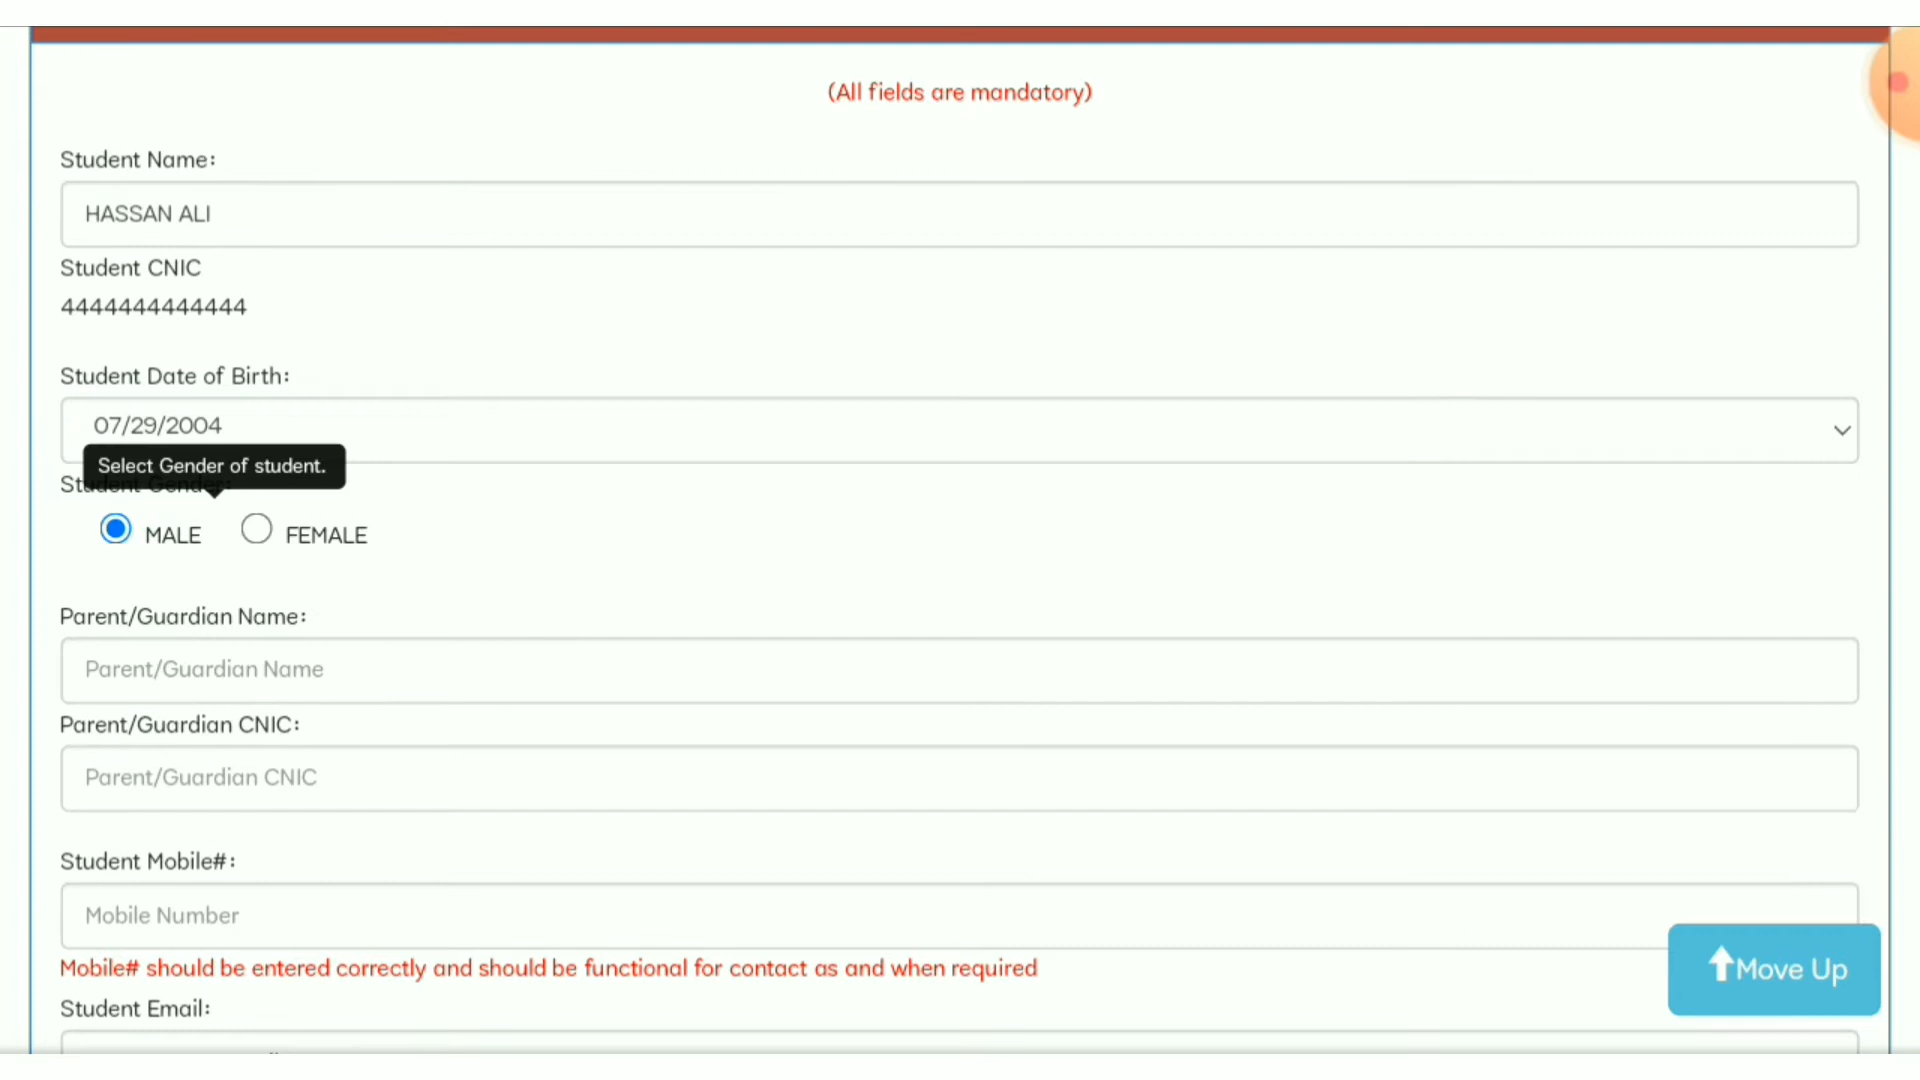 (All fields are mandatory)
Student Name:
HASSAN ALI
Student CNIC
4444444444444
Student Date of Birth:
07/29/2004
Select Gender of student.
Student Gender:
MALE FEMALE
Parent/Guardian Name:
Parent/Guardian Name
Parent/Guardian CNIC:
Parent/Guardian CNIC
Student Mobile#:
Mobile Number
Mobile# should be entered correctly and should be functional for contact as and when required
Move Up
Student Email: